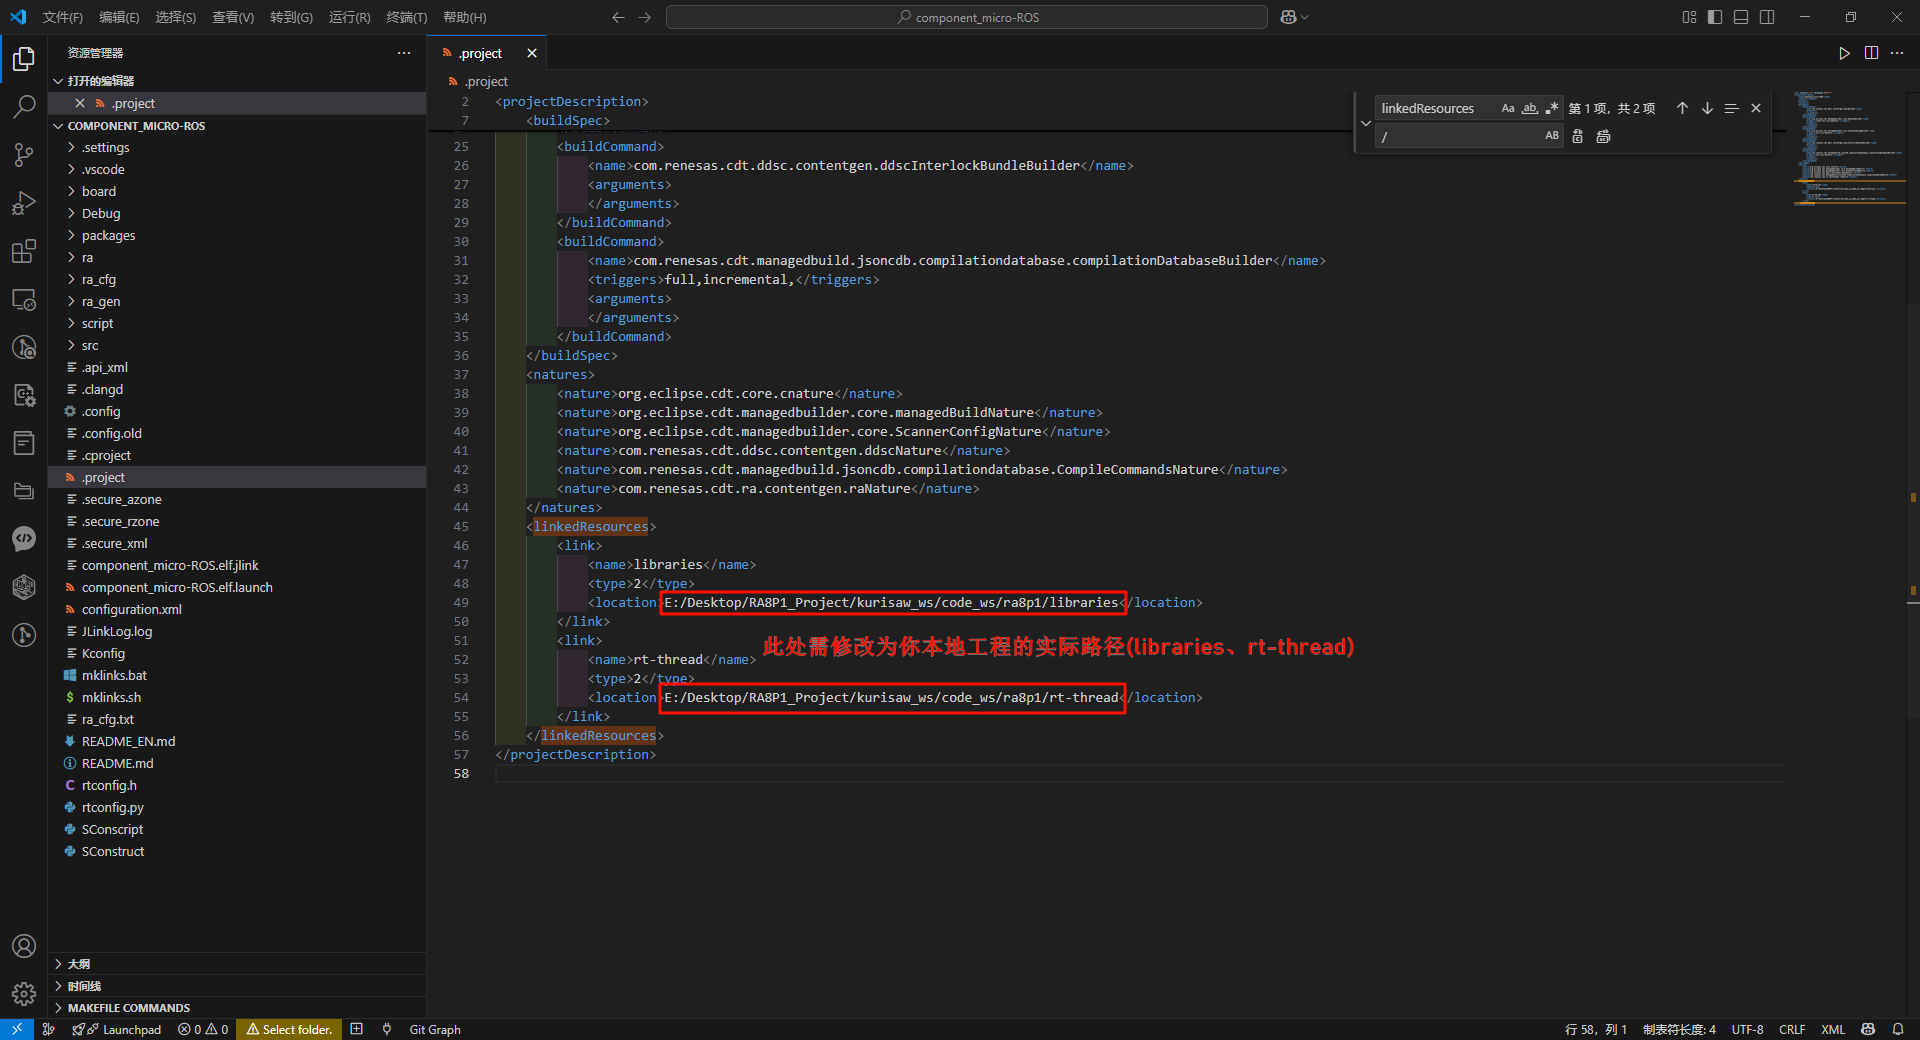 文件(F) 编辑(E) 选择(S) 查看(V) 转到(G) 运行(R) 终端(T) 帮助(H)
component_micro-ROS
资源管理器
打开的编辑器
.project
COMPONENT_MICRO-ROS
.settings
.vscode
board
Debug
packages
ra
ra_cfg
ra_gen
script
src
.api_xml
.clangd
.config
.config.old
.cproject
.project
.secure_azone
.secure_rzone
.secure_xml
component_micro-ROS.elf.jlink
component_micro-ROS.elf.launch
configuration.xml
JLinkLog.log
Kconfig
mklinks.bat
mklinks.sh
ra_cfg.txt
README_EN.md
README.md
rtconfig.h
rtconfig.py
SConscript
SConstruct
大纲
时间线
MAKEFILE COMMANDS
.project
.project
linkedResources Aa ab 第 1 项，共 2 项
/ AB
2 <projectDescription>
7 <buildSpec>
25 <buildCommand>
26 <name>com.renesas.cdt.ddsc.contentgen.ddscInterlockBundleBuilder</name>
27 <arguments>
28 </arguments>
29 </buildCommand>
30 <buildCommand>
31 <name>com.renesas.cdt.managedbuild.jsoncdb.compilationdatabase.compilationDatabaseBuilder</name>
32 <triggers>full,incremental,</triggers>
33 <arguments>
34 </arguments>
35 </buildCommand>
36 </buildSpec>
37 <natures>
38 <nature>org.eclipse.cdt.core.cnature</nature>
39 <nature>org.eclipse.cdt.managedbuilder.core.managedBuildNature</nature>
40 <nature>org.eclipse.cdt.managedbuilder.core.ScannerConfigNature</nature>
41 <nature>com.renesas.cdt.ddsc.contentgen.ddscNature</nature>
42 <nature>com.renesas.cdt.managedbuild.jsoncdb.compilationdatabase.CompileCommandsNature</nature>
43 <nature>com.renesas.cdt.ra.contentgen.raNature</nature>
44 </natures>
45 <linkedResources>
46 <link>
47 <name>libraries</name>
48 <type>2</type>
49 <location>E:/Desktop/RA8P1_Project/kurisaw_ws/code_ws/ra8p1/libraries</location>
50 </link>
51 <link>
此处需修改为你本地工程的实际路径(libraries、rt-thread)
52 <name>rt-thread</name>
53 <type>2</type>
54 <location>E:/Desktop/RA8P1_Project/kurisaw_ws/code_ws/ra8p1/rt-thread</location>
55 </link>
56 </linkedResources>
57 </projectDescription>
58
Launchpad 0 0 Select folder. Git Graph 行 58，列 1 制表符长度: 4 UTF-8 CRLF XML